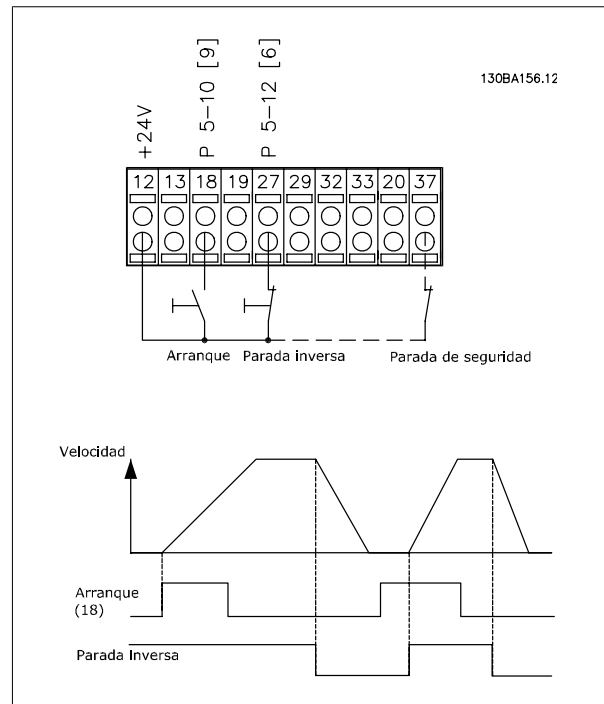 130BA156.12
+24V
P 5-10 [9]
P 5-12 [6]
12 13 18 19 27 29 32 33 20 37
Arranque Parada inversa Parada de seguridad
Velocidad
Arranque
(18)
Parada Inversa